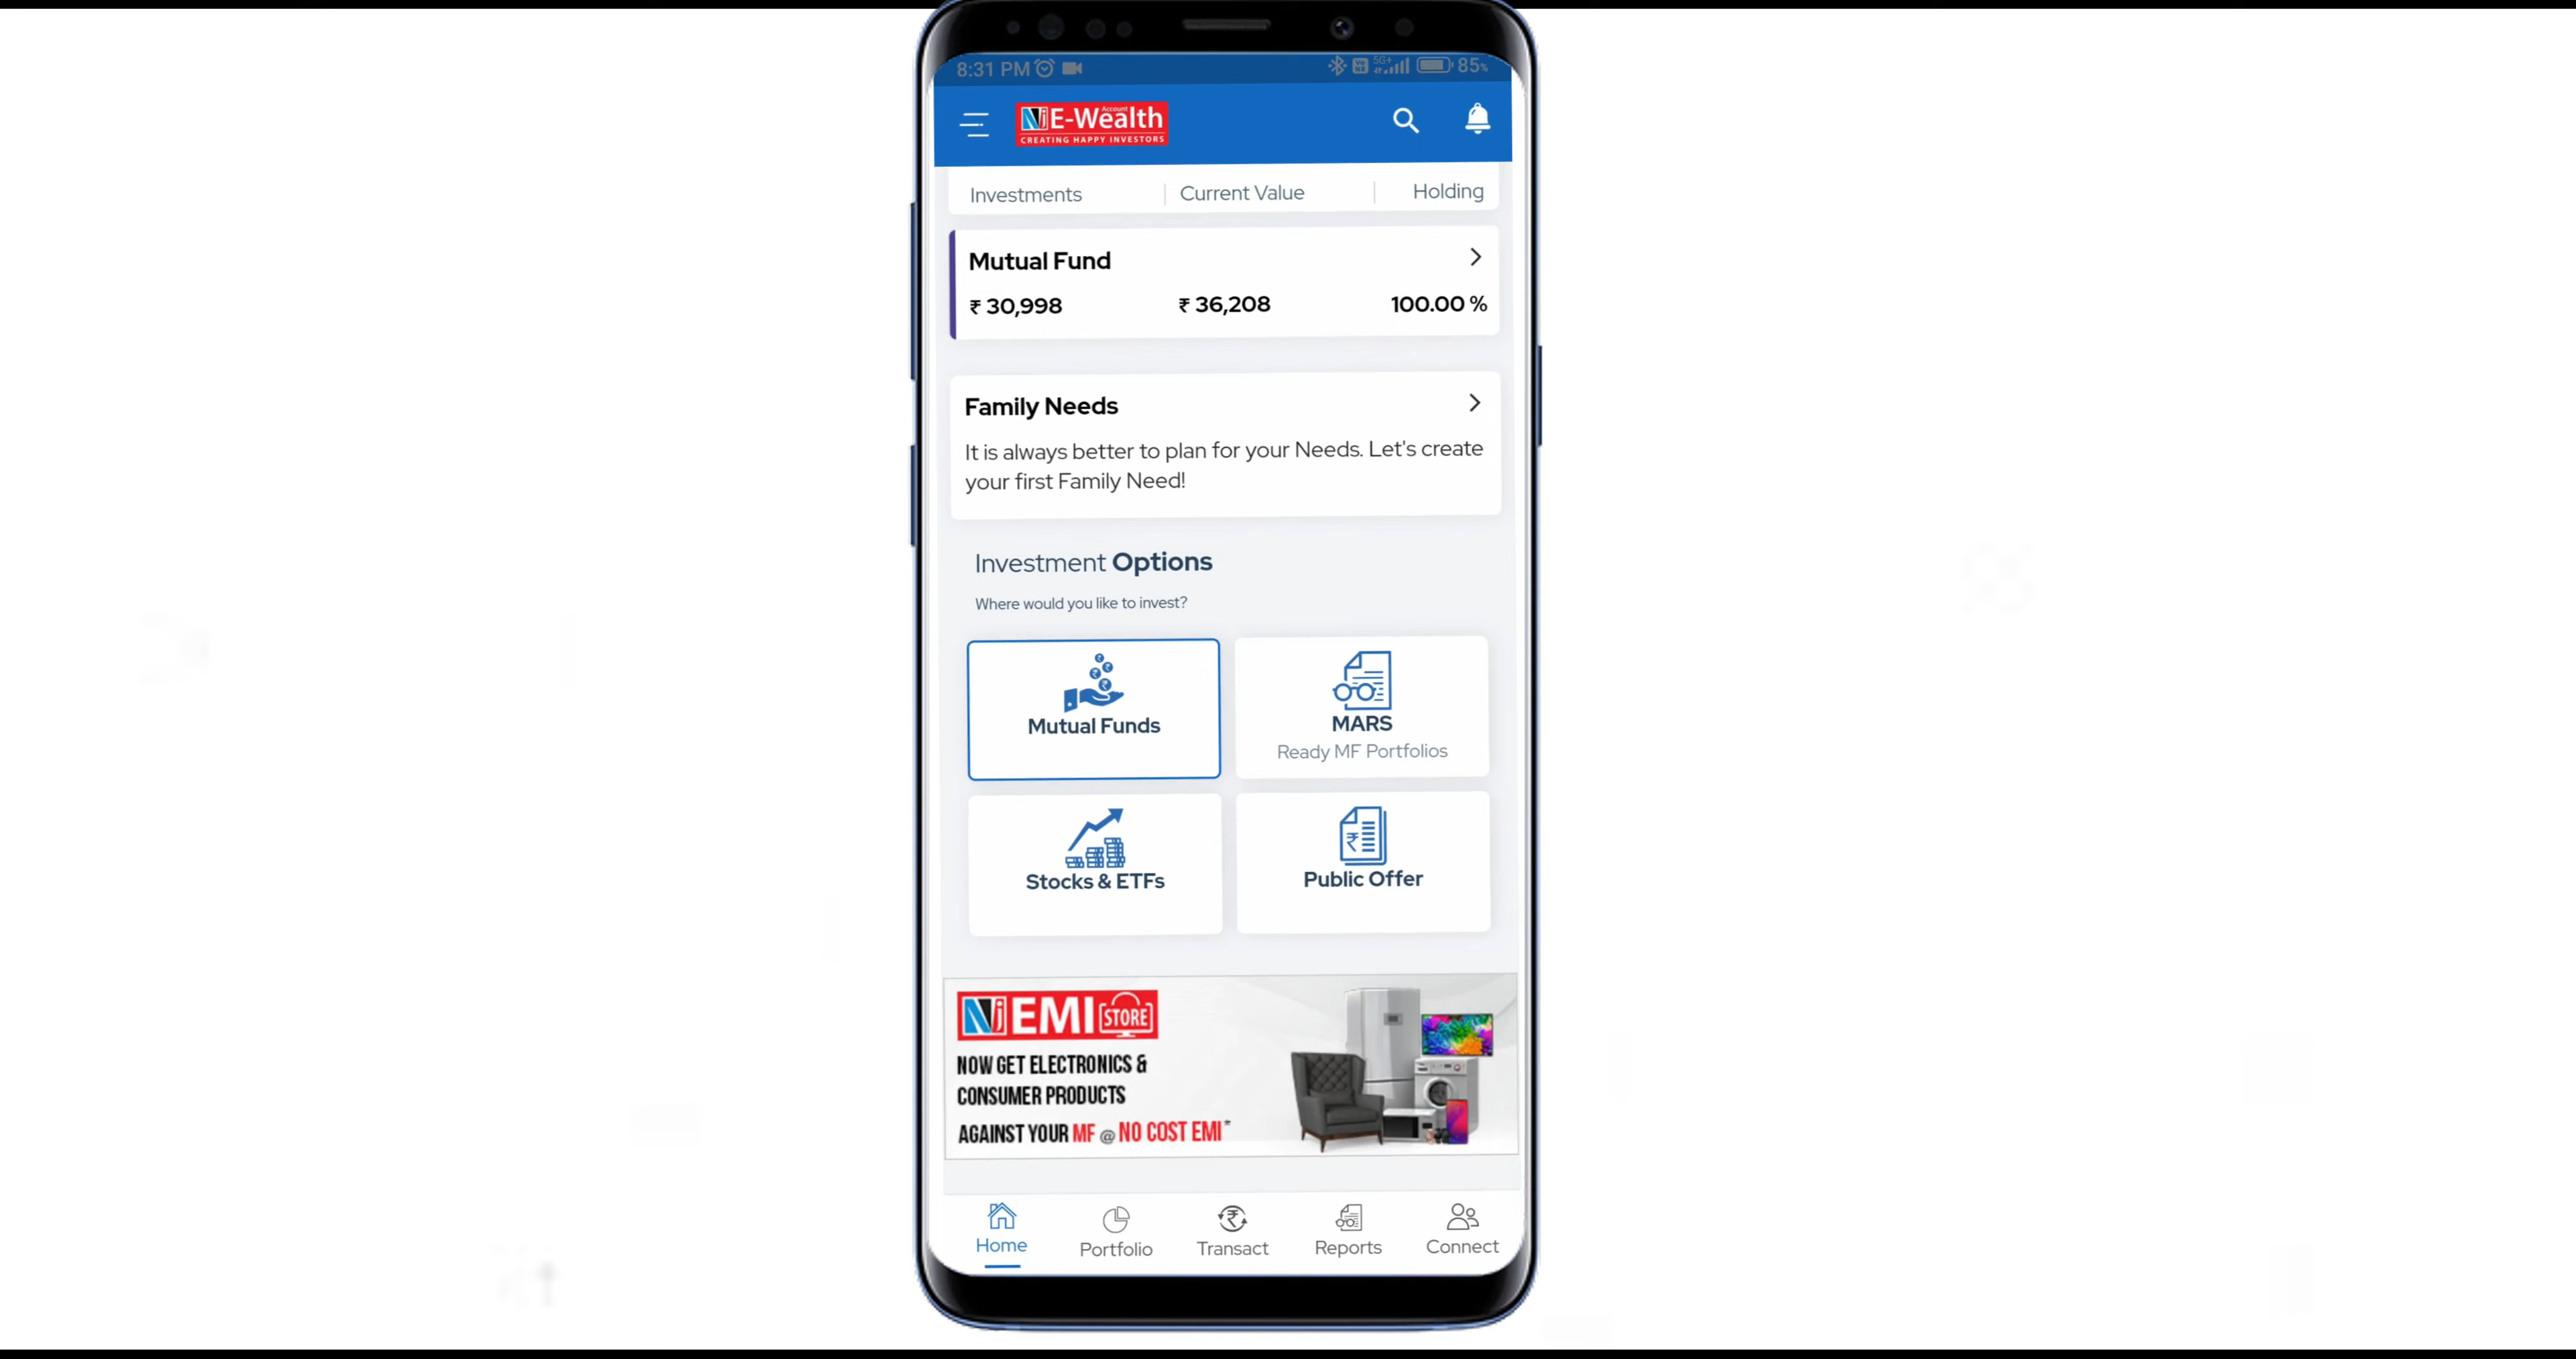 8:31 PM 5G+ 85%
NJ E-Wealth Account
CREATING HAPPY INVESTORS
Investments | Current Value | Holding
Mutual Fund
₹ 30,998 ₹ 36,208 100.00 %
Family Needs
It is always better to plan for your Needs. Let's create
your first Family Need!
Investment Options
Where would you like to invest?
Mutual Funds
MARS
Ready MF Portfolios
Stocks & ETFs
Public Offer
NJ EMI STORE
NOW GET ELECTRONICS &
CONSUMER PRODUCTS
AGAINST YOUR MF @ NO COST EMI*
Home Portfolio Transact Reports Connect